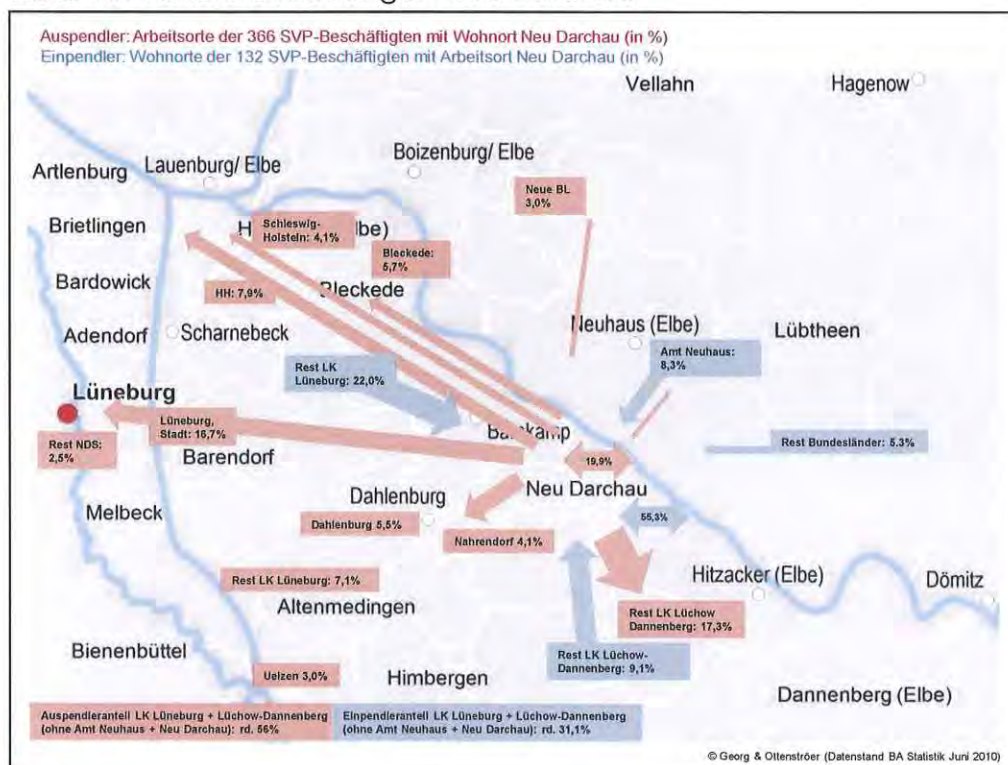 Auspendler: Arbeitsorte der 366 SVP-Beschäftigten mit Wohnort Neu Darchau (in %)
Einpendler: Wohnorte der 132 SVP-Beschäftigten mit Arbeitsort Neu Darchau (in %)
Vellahn
Hagenow
Artlenburg
Lauenburg/ Elbe
Boizenburg/ Elbe
Neue BL
3,0%
Brietlingen
Schleswig-
Holstein: 4,1%
lbe)
Bleckede:
5,7%
Bardowick
HH: 7,9%
Bleckede
Adendorf
Scharnebeck
Neuhaus (Elbe)
Lübtheen
Amt Neuhaus:
8,3%
Rest LK
Lüneburg: 22,0%
Lüneburg
Lüneburg,
Stadt: 16,7%
Rest NDS:
2,5%
Barendorf
19,9%
Rest Bundesländer: 5.3%
Neu Darchau
Melbeck
Dahlenburg
Dahlenburg 5,5%
Nahrendorf 4,1%
55,3%
Rest LK Lüneburg: 7,1%
Altenmedingen
Hitzacker (Elbe)
Dömitz
Rest LK Lüchow
Dannenberg: 17,3%
Bienenbüttel
Rest LK Lüchow-
Dannenberg: 9,1%
Uelzen 3,0%
Himbergen
Dannenberg (Elbe)
Auspendleranteil LK Lüneburg + Lüchow-Dannenberg
(ohne Amt Neuhaus + Neu Darchau): rd. 56%
Einpendleranteil LK Lüneburg + Lüchow-Dannenberg
(ohne Amt Neuhaus + Neu Darchau): rd. 31,1%
© Georg & Ottenströer (Datenstand BA Statistik Juni 2010)